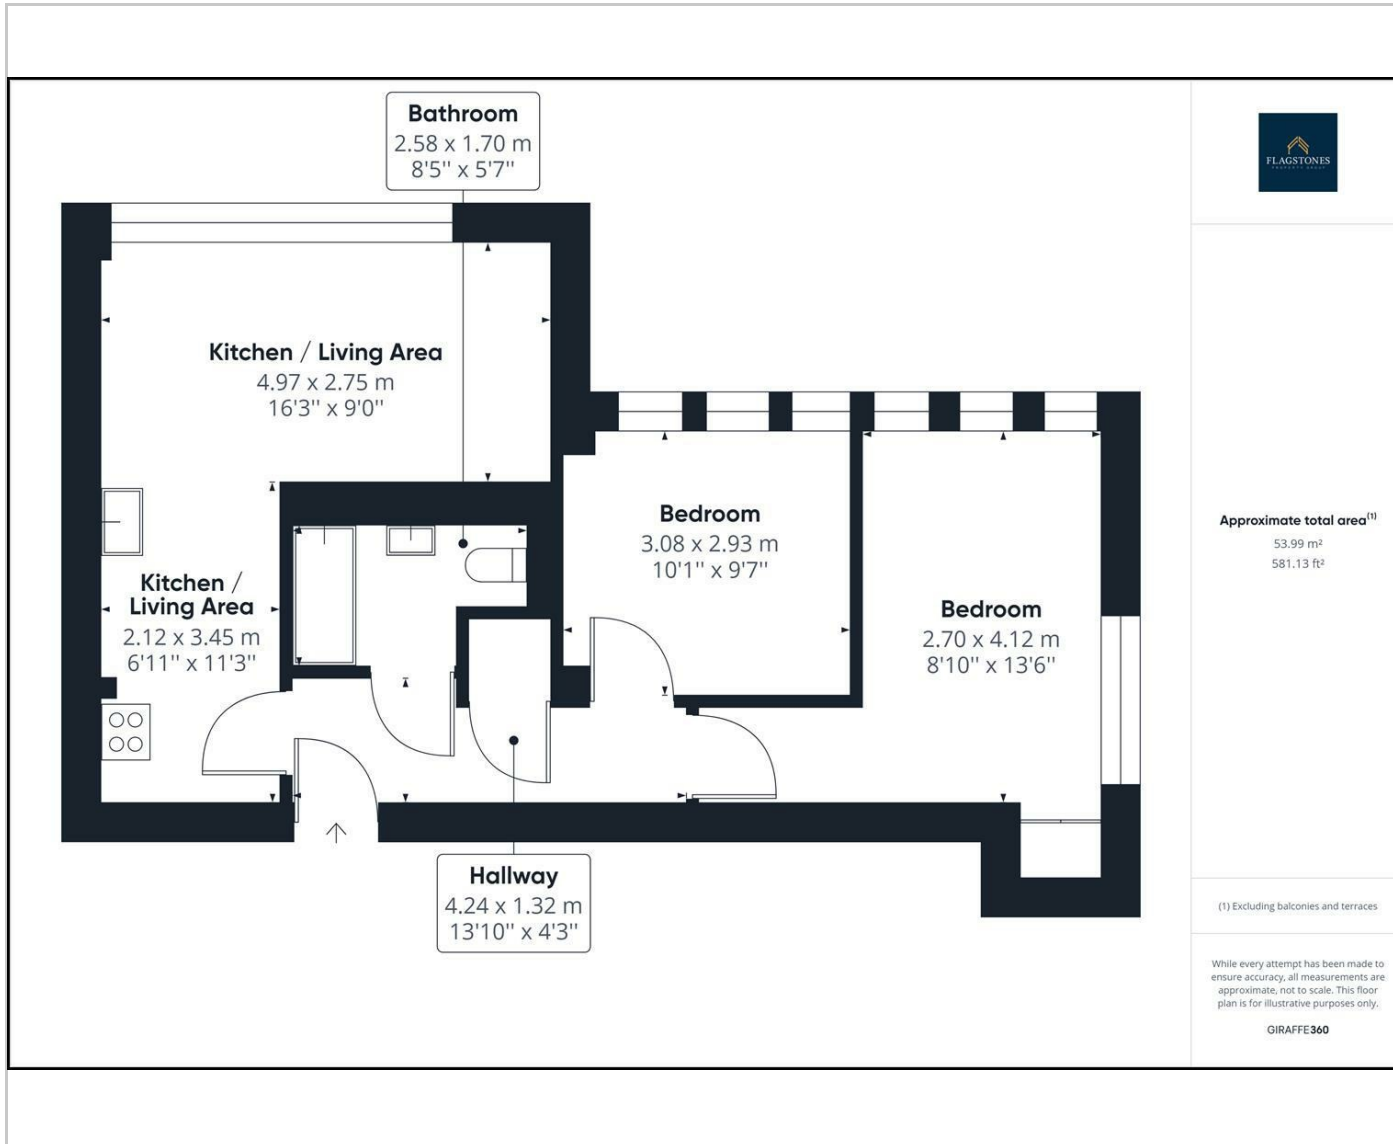 Bathroom
2.58 x 1.70 m
8'5'' x 5'7''
Kitchen / Living Area
4.97 x 2.75 m
16'3'' x 9'0''
Kitchen /
Living Area
2.12 x 3.45 m
6'11'' x 11'3''
Bedroom
3.08 x 2.93 m
10'1'' x 9'7''
Bedroom
2.70 x 4.12 m
8'10'' x 13'6''
Hallway
4.24 x 1.32 m
13'10'' x 4'3''
FLAGSTONES
PROPERTY GROUP
Approximate total area⁽¹⁾
53.99 m²
581.13 ft²
(1) Excluding balconies and terraces
While every attempt has been made to
ensure accuracy, all measurements are
approximate, not to scale. This floor
plan is for illustrative purposes only.
GIRAFFE360